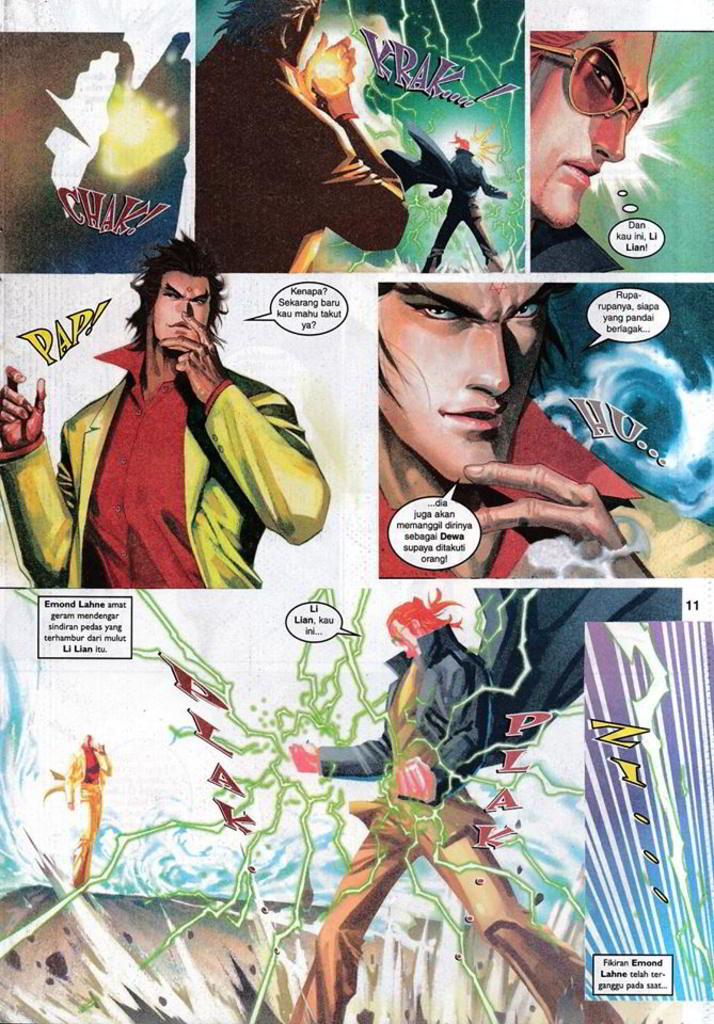 CHAK!
KRAK....!
Dan
kau ini, Li
Lian!
PAP!
Kenapa?
Sekarang baru
kau mahu takut
ya?
Rupa-
rupanya, siapa
yang pandai
berlagak...
HU...
...dia
juga akan
memanggil dirinya
sebagai Dewa
supaya ditakuti
orang!
Emond Lahne amat
geram mendengar
sindiran pedas yang
terhambur dari mulut
Li Lian itu.
Li
Lian, kau
ini...
11
PLAK..
PLAK..
ZI...
Fikiran Emond
Lahne telah ter-
ganggu pada saat...